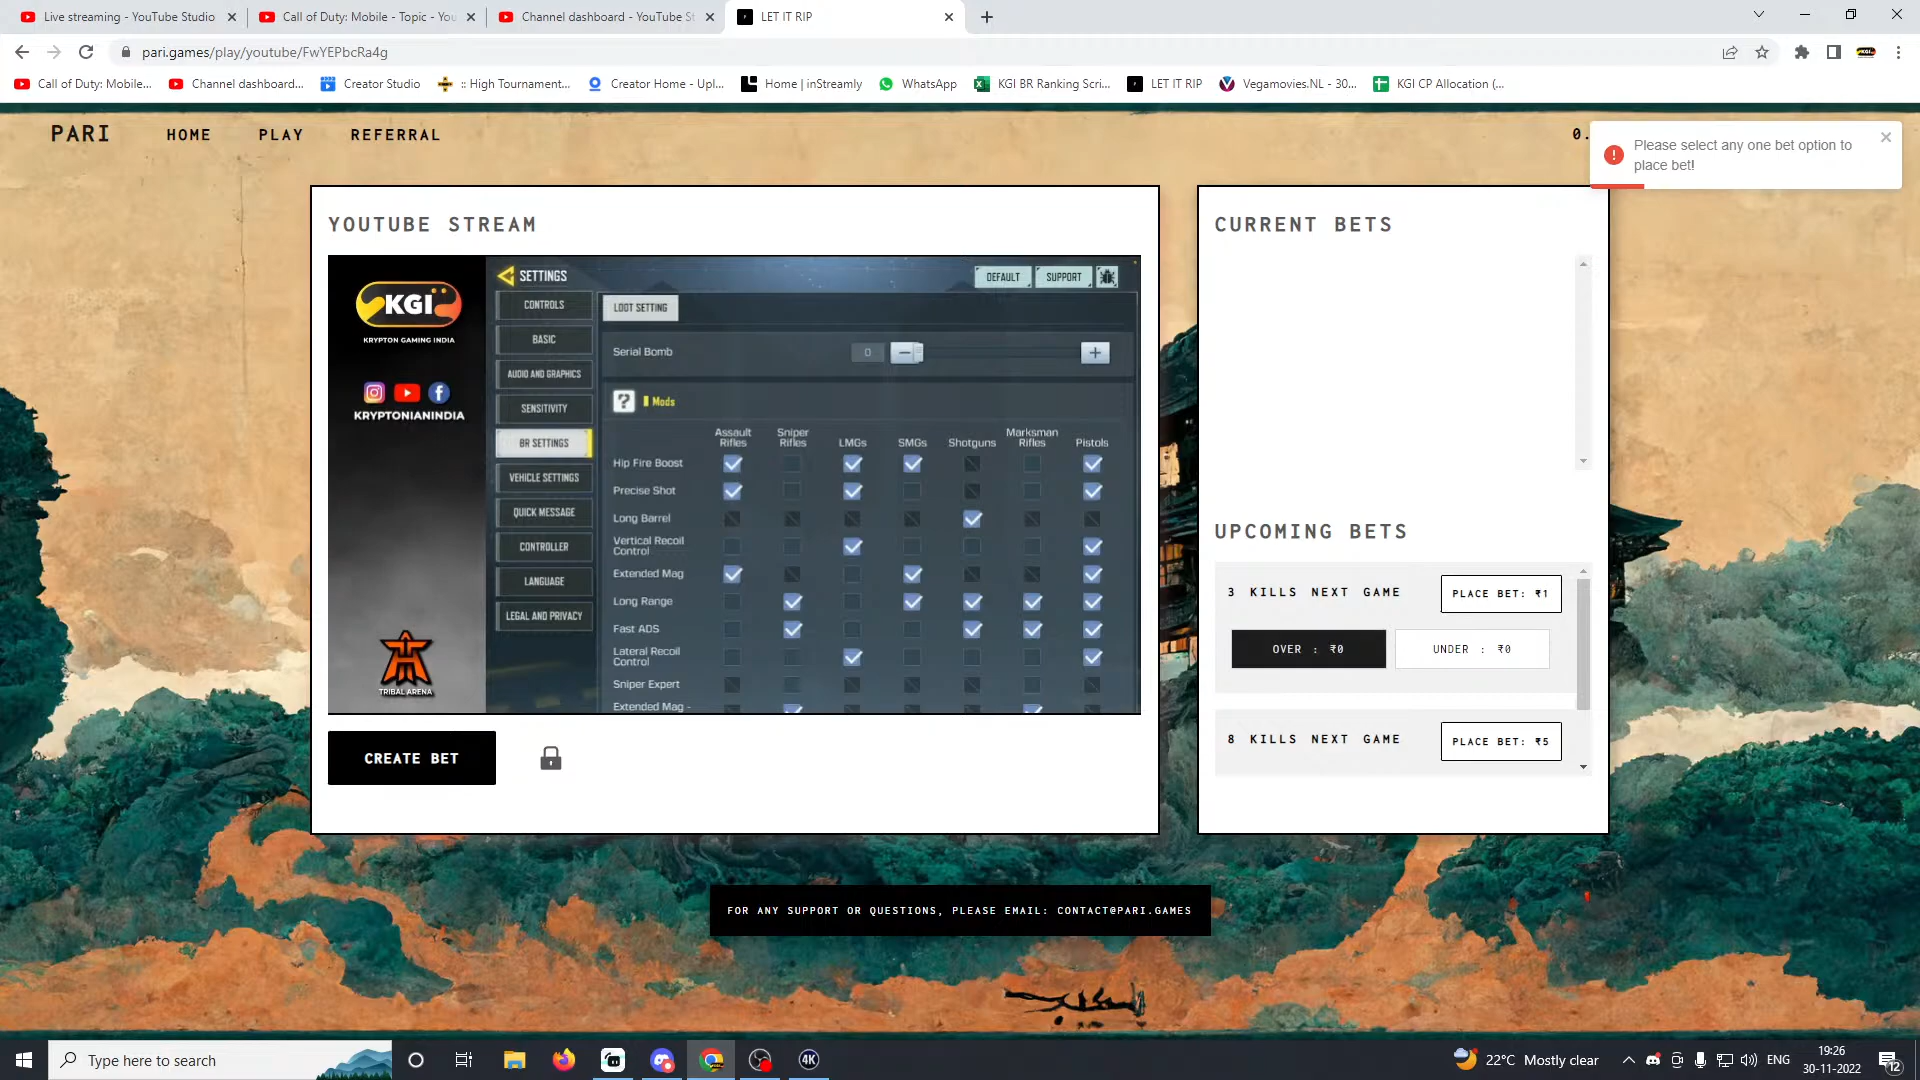 Live streaming - YouTube Studio
Call of Duty: Mobile - Topic - You
Channel dashboard - YouTube St
LET IT RIP
pari.games/play/youtube/FwYEPbcRa4g
Call of Duty: Mobile...
Channel dashboard...
Creator Studio
:: High Tournament...
Creator Home - Upl...
Home | inStreamly
WhatsApp
KGI BR Ranking Scri...
LET IT RIP
Vegamovies.NL - 30...
KGI CP Allocation (...
PARI
HOME
PLAY
REFERRAL
0.
Please select any one bet option to
place bet!
YOUTUBE STREAM
KGI
KRYPTON GAMING INDIA
KRYPTONIANINDIA
TRIBAL ARENA
SETTINGS
DEFAULT
SUPPORT
CONTROLS
BASIC
AUDIO AND GRAPHICS
SENSITIVITY
BR SETTINGS
VEHICLE SETTINGS
QUICK MESSAGE
CONTROLLER
LANGUAGE
LEGAL AND PRIVACY
LOOT SETTING
Serial Bomb
0
? Mods
Assault Rifles
Sniper Rifles
LMGs
SMGs
Shotguns
Marksman Rifles
Pistols
Hip Fire Boost
Precise Shot
Long Barrel
Vertical Recoil
Control
Extended Mag
Long Range
Fast ADS
Lateral Recoil
Control
Sniper Expert
Extended Mag -
CREATE BET
CURRENT BETS
UPCOMING BETS
3 KILLS NEXT GAME
PLACE BET: ₹1
OVER : ₹0
UNDER : ₹0
8 KILLS NEXT GAME
PLACE BET: ₹5
FOR ANY SUPPORT OR QUESTIONS, PLEASE EMAIL: CONTACT@PARI.GAMES
Type here to search
4K
22°C Mostly clear
ENG
19:26
30-11-2022
12